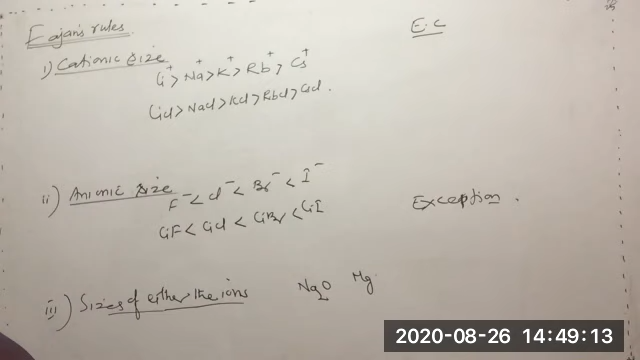 Fajan's rules. E.C
i) Cationic size
Li⁺ > Na⁺ > K⁺ > Rb⁺ > Cs⁺
LiCl > NaCl > KCl > RbCl > CsCl.
ii) Anionic size
F⁻ < Cl⁻ < Br⁻ < I⁻
LiF < LiCl < LiBr < LiI Exception.
iii) Sizes of either the ions Na₂O Mg
2020-08-26 14:49:13